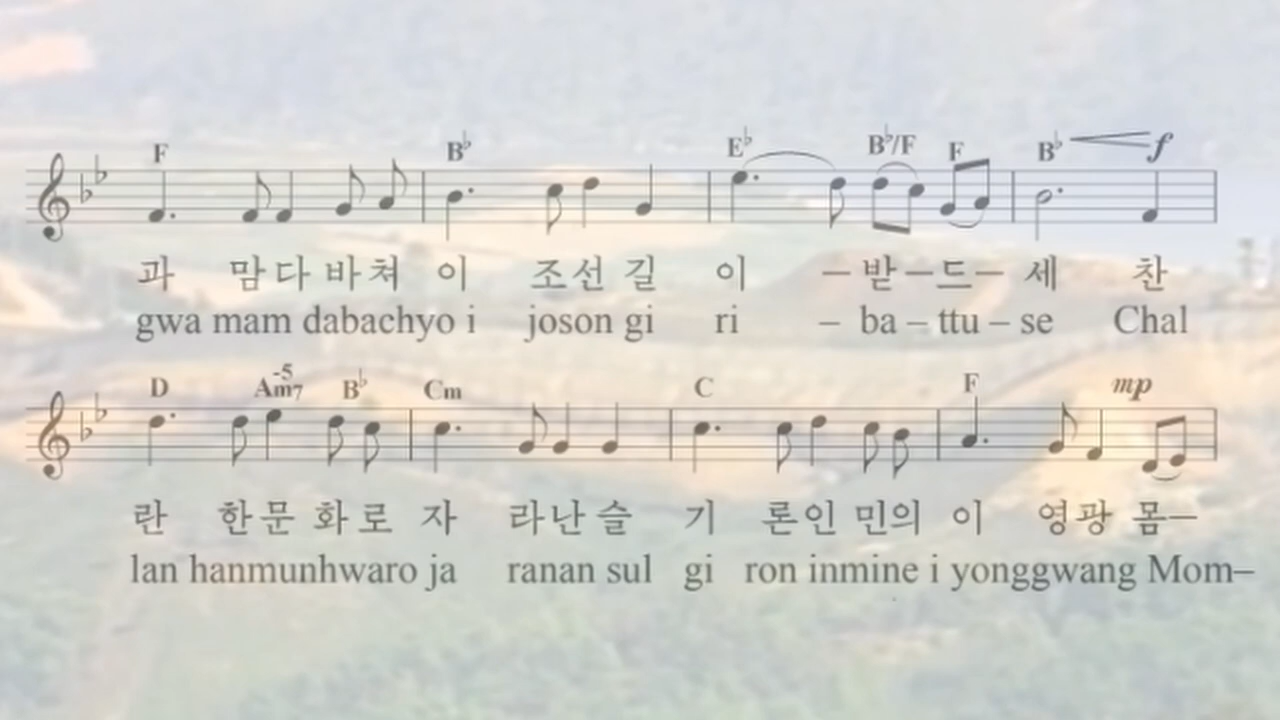 F B♭ E♭ B♭/F F B♭ f
과 맘다 바쳐 이 조선 길 이 –받–드– 세 찬
gwa mam dabachyo i joson gi ri – ba – ttu – se Chal
D Am7-5 B♭ Cm C F mp
란 한문 화로 자 라난 슬 기 론인 민의 이 영광 몸–
lan hanmunhwaro ja ranan sul gi ron inmine i yonggwang Mom–